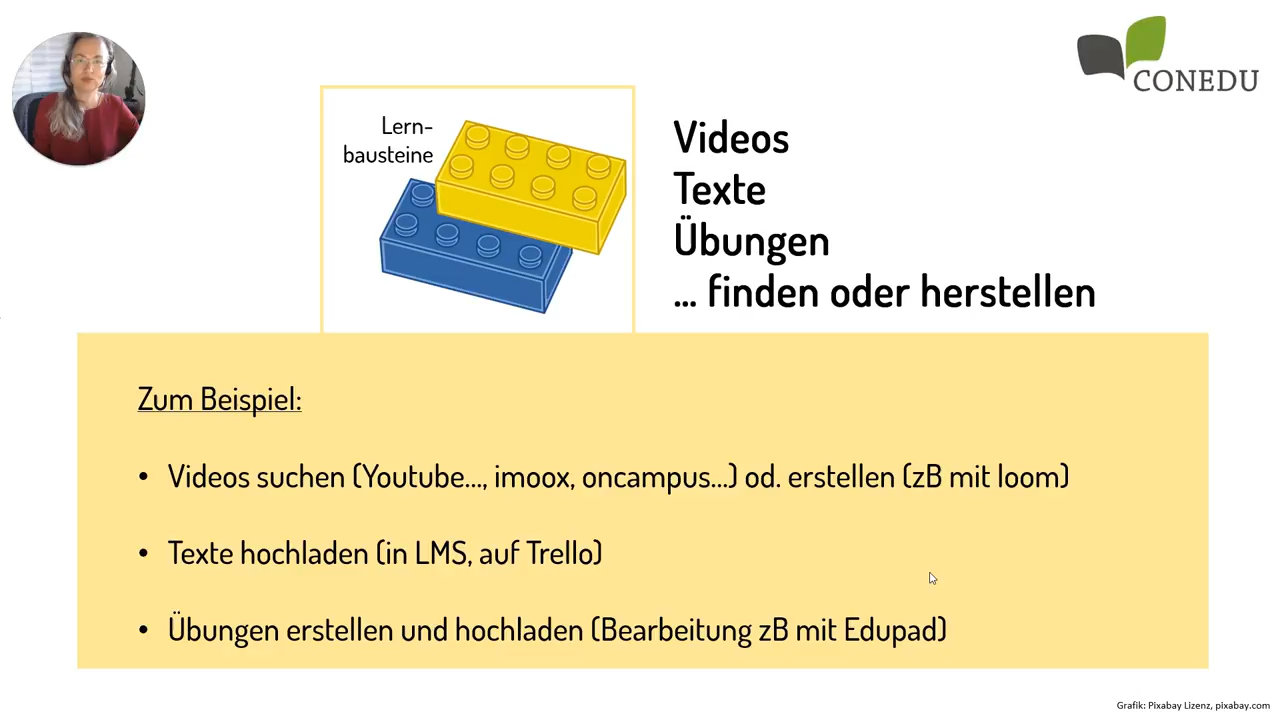 CONEDU
Lern-
bausteine
Videos
Texte
Übungen
... finden oder herstellen
Zum Beispiel:
• Videos suchen (Youtube..., imoox, oncampus...) od. erstellen (zB mit loom)
• Texte hochladen (in LMS, auf Trello)
• Übungen erstellen und hochladen (Bearbeitung zB mit Edupad)
Grafik: Pixabay Lizenz, pixabay.com